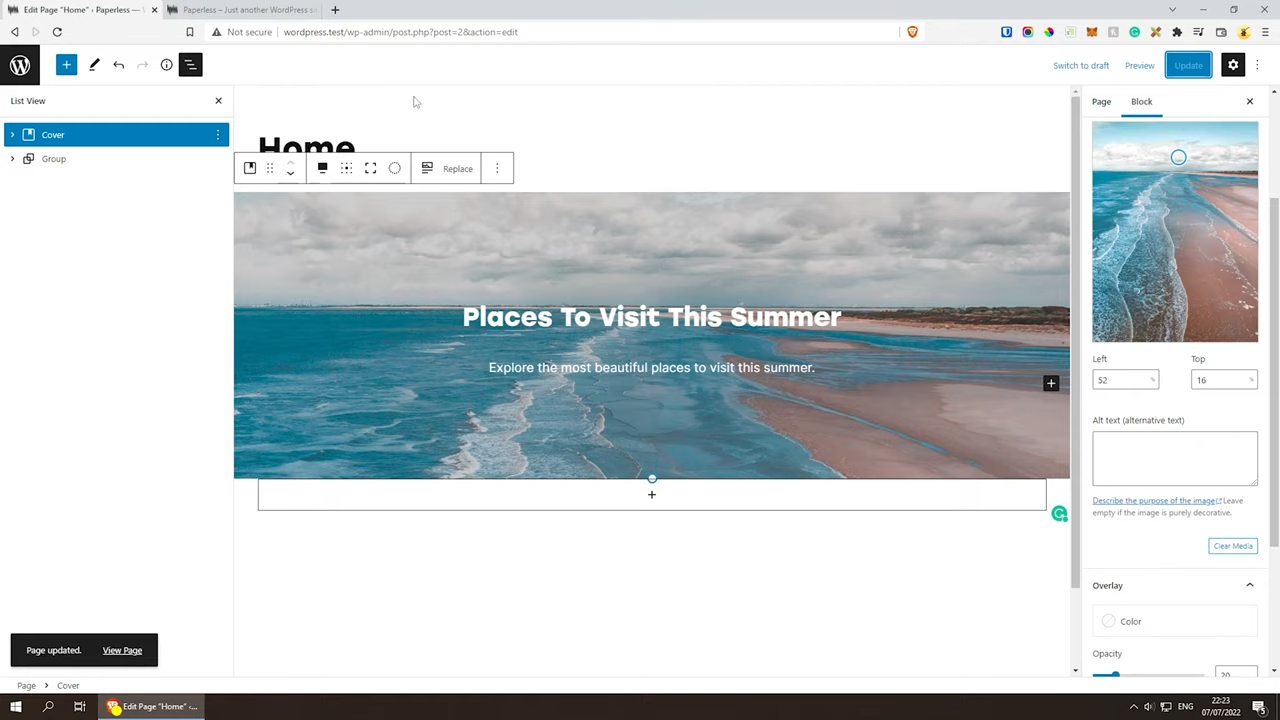 Edit Page "Home" ‹ Paperless — W
Paperless – Just another WordPress si
Not secure
wordpress.test/wp-admin/post.php?post=2&action=edit
Switch to draft
Preview
Update
List View
Cover
Group
Page
Block
Home
Replace
Places To Visit This Summer
Explore the most beautiful places to visit this summer.
Left
Top
52
%
16
%
Alt text (alternative text)
Describe the purpose of the image Leave
empty if the image is purely decorative.
Clear Media
Overlay
Color
Opacity
20
Page updated.
View Page
Page
Cover
Edit Page "Home" ‹...
ENG
22:23
07/07/2022
5